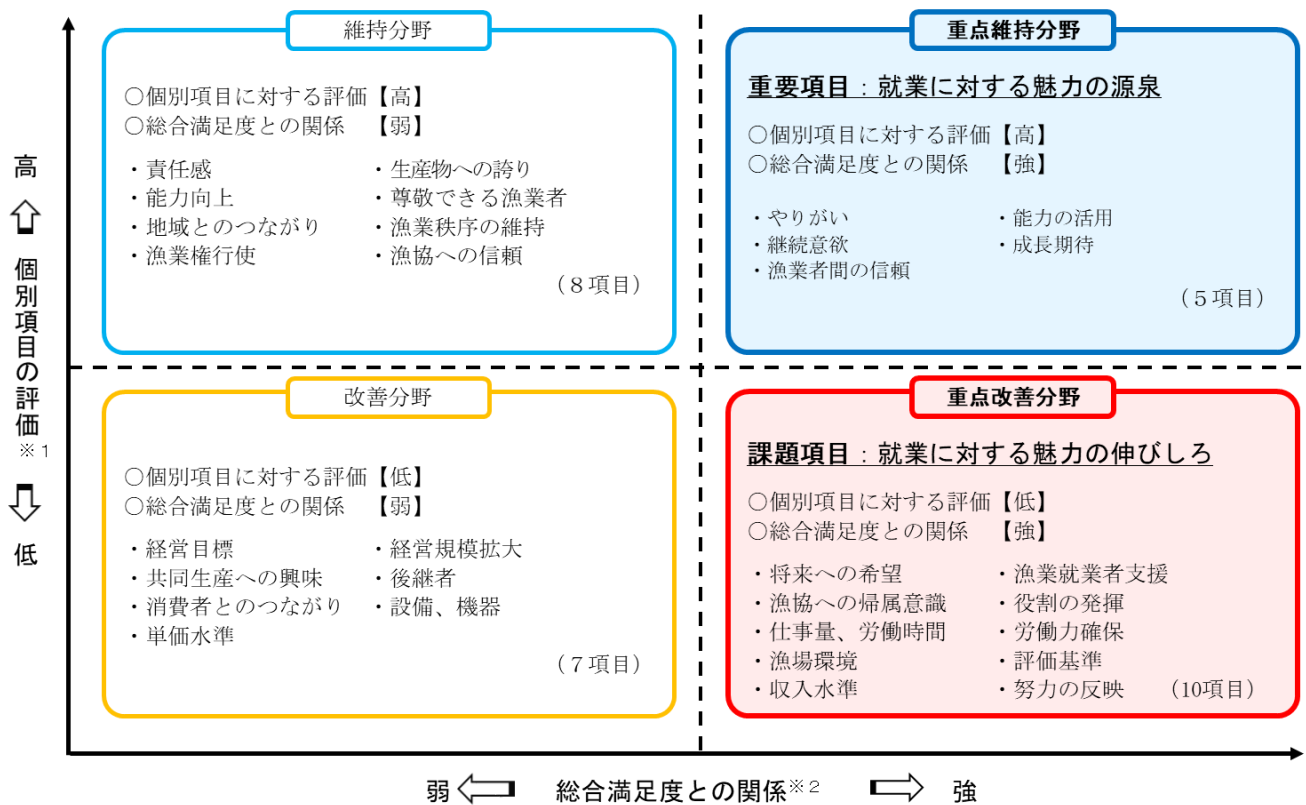 維持分野
○個別項目に対する評価【高】
○総合満足度との関係 【弱】
・責任感 ・生産物への誇り
・能力向上 ・尊敬できる漁業者
・地域とのつながり ・漁業秩序の維持
・漁業権行使 ・漁協への信頼
(8項目)
重点維持分野
重要項目:就業に対する魅力の源泉
○個別項目に対する評価【高】
○総合満足度との関係 【強】
・やりがい ・能力の活用
・継続意欲 ・成長期待
・漁業者間の信頼
(5項目)
高
個別項目の評価
※1
低
改善分野
○個別項目に対する評価【低】
○総合満足度との関係 【弱】
・経営目標 ・経営規模拡大
・共同生産への興味 ・後継者
・消費者とのつながり ・設備、機器
・単価水準
(7項目)
重点改善分野
課題項目:就業に対する魅力の伸びしろ
○個別項目に対する評価【低】
○総合満足度との関係 【強】
・将来への希望 ・漁業就業者支援
・漁協への帰属意識 ・役割の発揮
・仕事量、労働時間 ・労働力確保
・漁場環境 ・評価基準
・収入水準 ・努力の反映 (10項目)
弱 総合満足度との関係※2 強